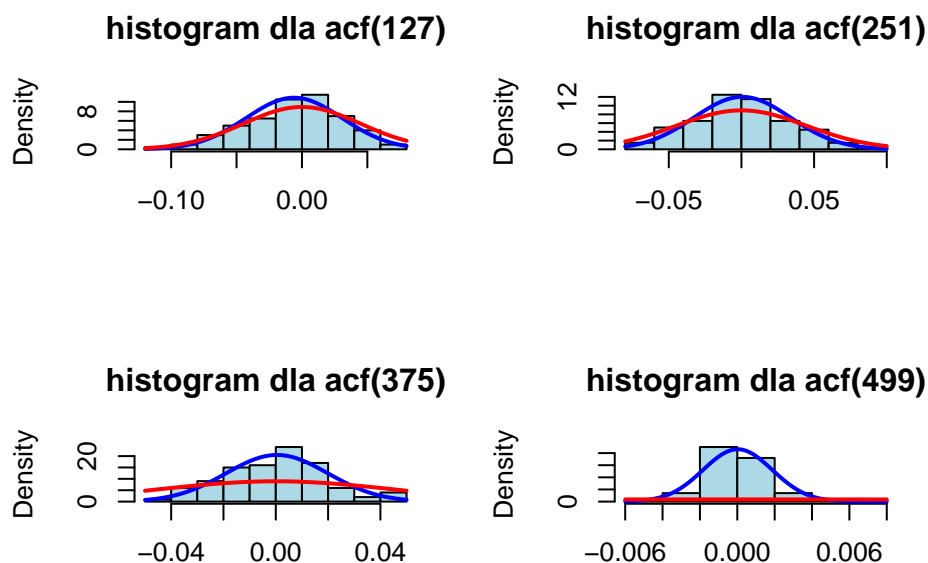 histogram dla acf(127)
Density
0 8
−0.10 0.00
histogram dla acf(251)
Density
0 12
−0.05 0.05
histogram dla acf(375)
Density
0 20
−0.04 0.00 0.04
histogram dla acf(499)
Density
0
−0.006 0.000 0.006